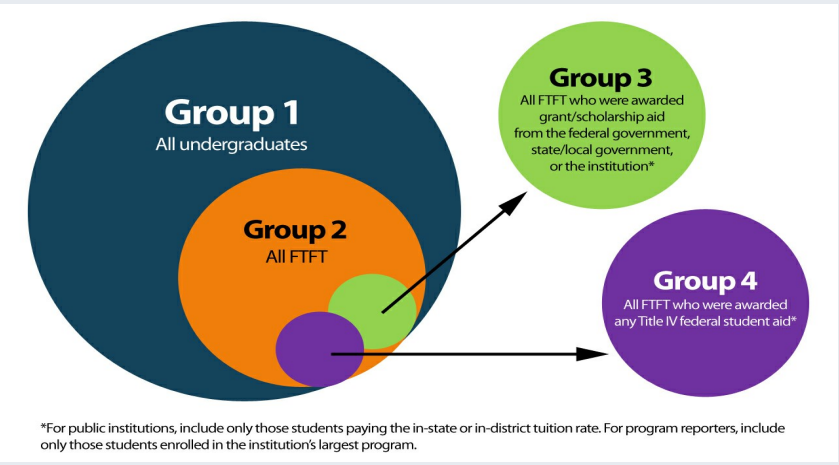 Group 1
All undergraduates
Group 2
All FTFT
Group 3
All FTFT who were awarded
grant/scholarship aid
from the federal government,
state/local government,
or the institution*
Group 4
All FTFT who were awarded
any Title IV federal student aid*
*For public institutions, include only those students paying the in-state or in-district tuition rate. For program reporters, include
only those students enrolled in the institution's largest program.